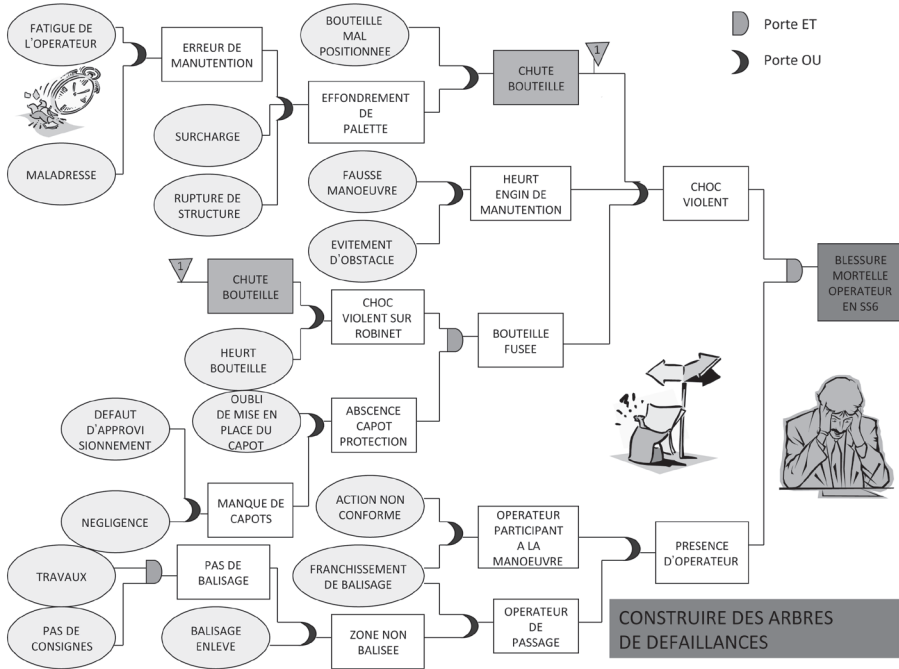 FATIGUE DE
L'OPERATEUR
ERREUR DE
MANUTENTION
MALADRESSE
SURCHARGE
RUPTURE DE
STRUCTURE
BOUTEILLE
MAL
POSITIONNEE
EFFONDREMENT
DE
PALETTE
CHUTE
BOUTEILLE
1
Porte ET
Porte OU
FAUSSE
MANOEUVRE
EVITEMENT
D'OBSTACLE
HEURT
ENGIN DE
MANUTENTION
CHOC
VIOLENT
BLESSURE
MORTELLE
OPERATEUR
EN SS6
1
CHUTE
BOUTEILLE
HEURT
BOUTEILLE
CHOC
VIOLENT SUR
ROBINET
BOUTEILLE
FUSEE
OUBLI
DE MISE EN
PLACE DU
CAPOT
ABSCENCE
CAPOT
PROTECTION
DEFAUT
D'APPROVI
SIONNEMENT
NEGLIGENCE
MANQUE DE
CAPOTS
ACTION NON
CONFORME
FRANCHISSEMENT
DE BALISAGE
OPERATEUR
PARTICIPANT
A LA
MANOEUVRE
PRESENCE
D'OPERATEUR
TRAVAUX
PAS DE
CONSIGNES
PAS DE
BALISAGE
BALISAGE
ENLEVE
ZONE NON
BALISEE
OPERATEUR
DE
PASSAGE
CONSTRUIRE DES ARBRES
DE DEFAILLANCES